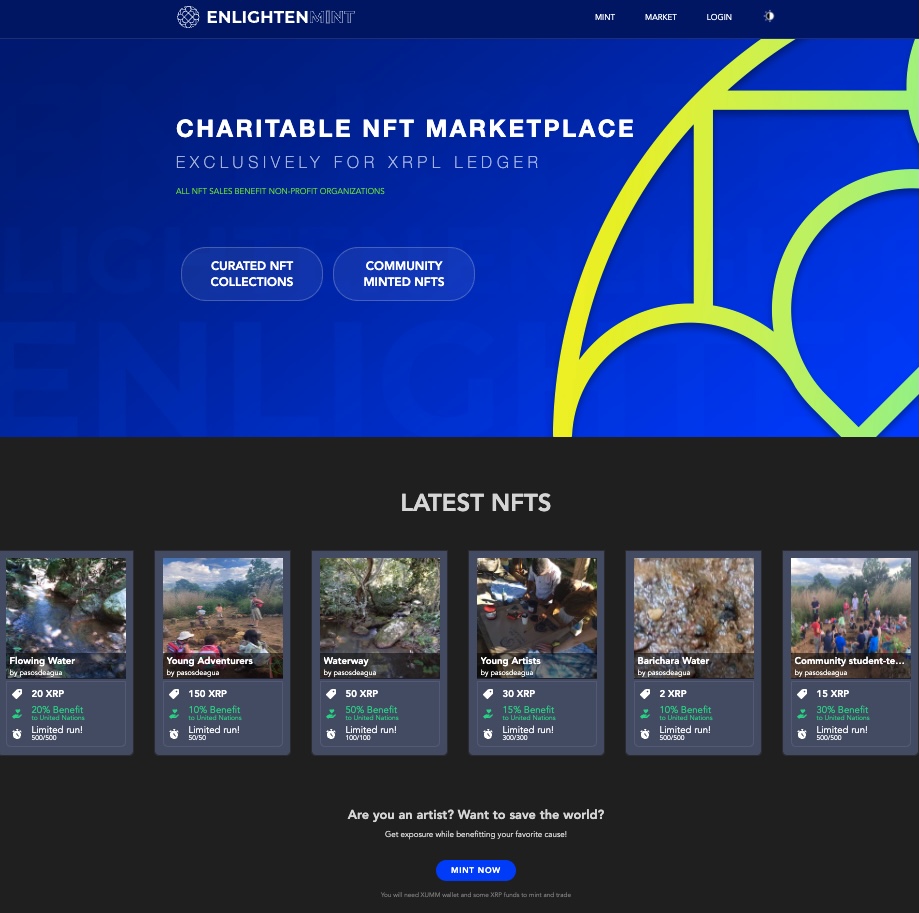 ENLIGHTENMINT
MINT MARKET LOGIN
CHARITABLE NFT MARKETPLACE
EXCLUSIVELY FOR XRPL LEDGER
ALL NFT SALES BENEFIT NON-PROFIT ORGANIZATIONS
CURATED NFT
COLLECTIONS
COMMUNITY
MINTED NFTS
LATEST NFTS
Flowing Water
by pasosdeagua
20 XRP
20% Benefit
to United Nations
Limited run!
500/500
Young Adventurers
by pasosdeagua
150 XRP
10% Benefit
to United Nations
Limited run!
50/50
Waterway
by pasosdeagua
50 XRP
50% Benefit
to United Nations
Limited run!
100/100
Young Artists
by pasosdeagua
30 XRP
15% Benefit
to United Nations
Limited run!
300/300
Barichara Water
by pasosdeagua
2 XRP
10% Benefit
to United Nations
Limited run!
500/500
Community student-te...
by pasosdeagua
15 XRP
30% Benefit
to United Nations
Limited run!
500/500
Are you an artist? Want to save the world?
Get exposure while benefitting your favorite cause!
MINT NOW
You will need XUMM wallet and some XRP funds to mint and trade